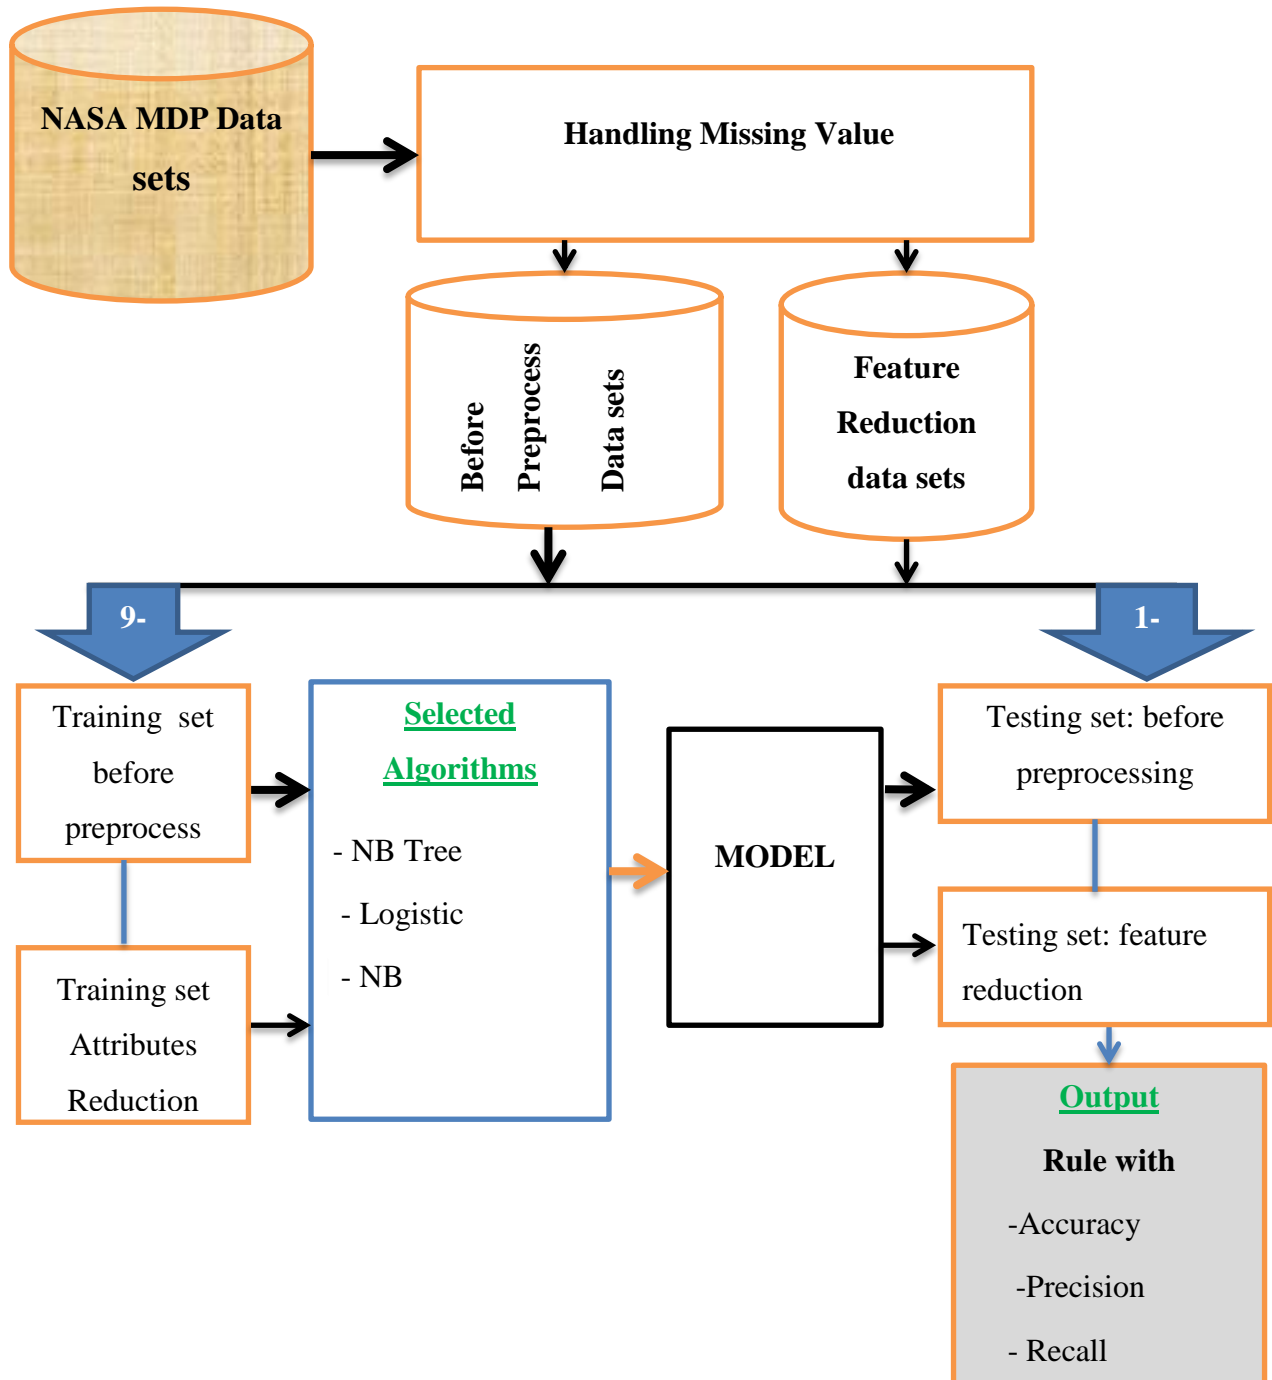 NASA MDP Data
sets
Handling Missing Value
Before
Preprocess
Data sets
Feature
Reduction
data sets
9-
1-
Training set
before
preprocess
Selected
Algorithms
- NB Tree
- Logistic
- NB
MODEL
Testing set: before
preprocessing
Testing set: feature
reduction
Training set
Attributes
Reduction
Output
Rule with
-Accuracy
-Precision
- Recall